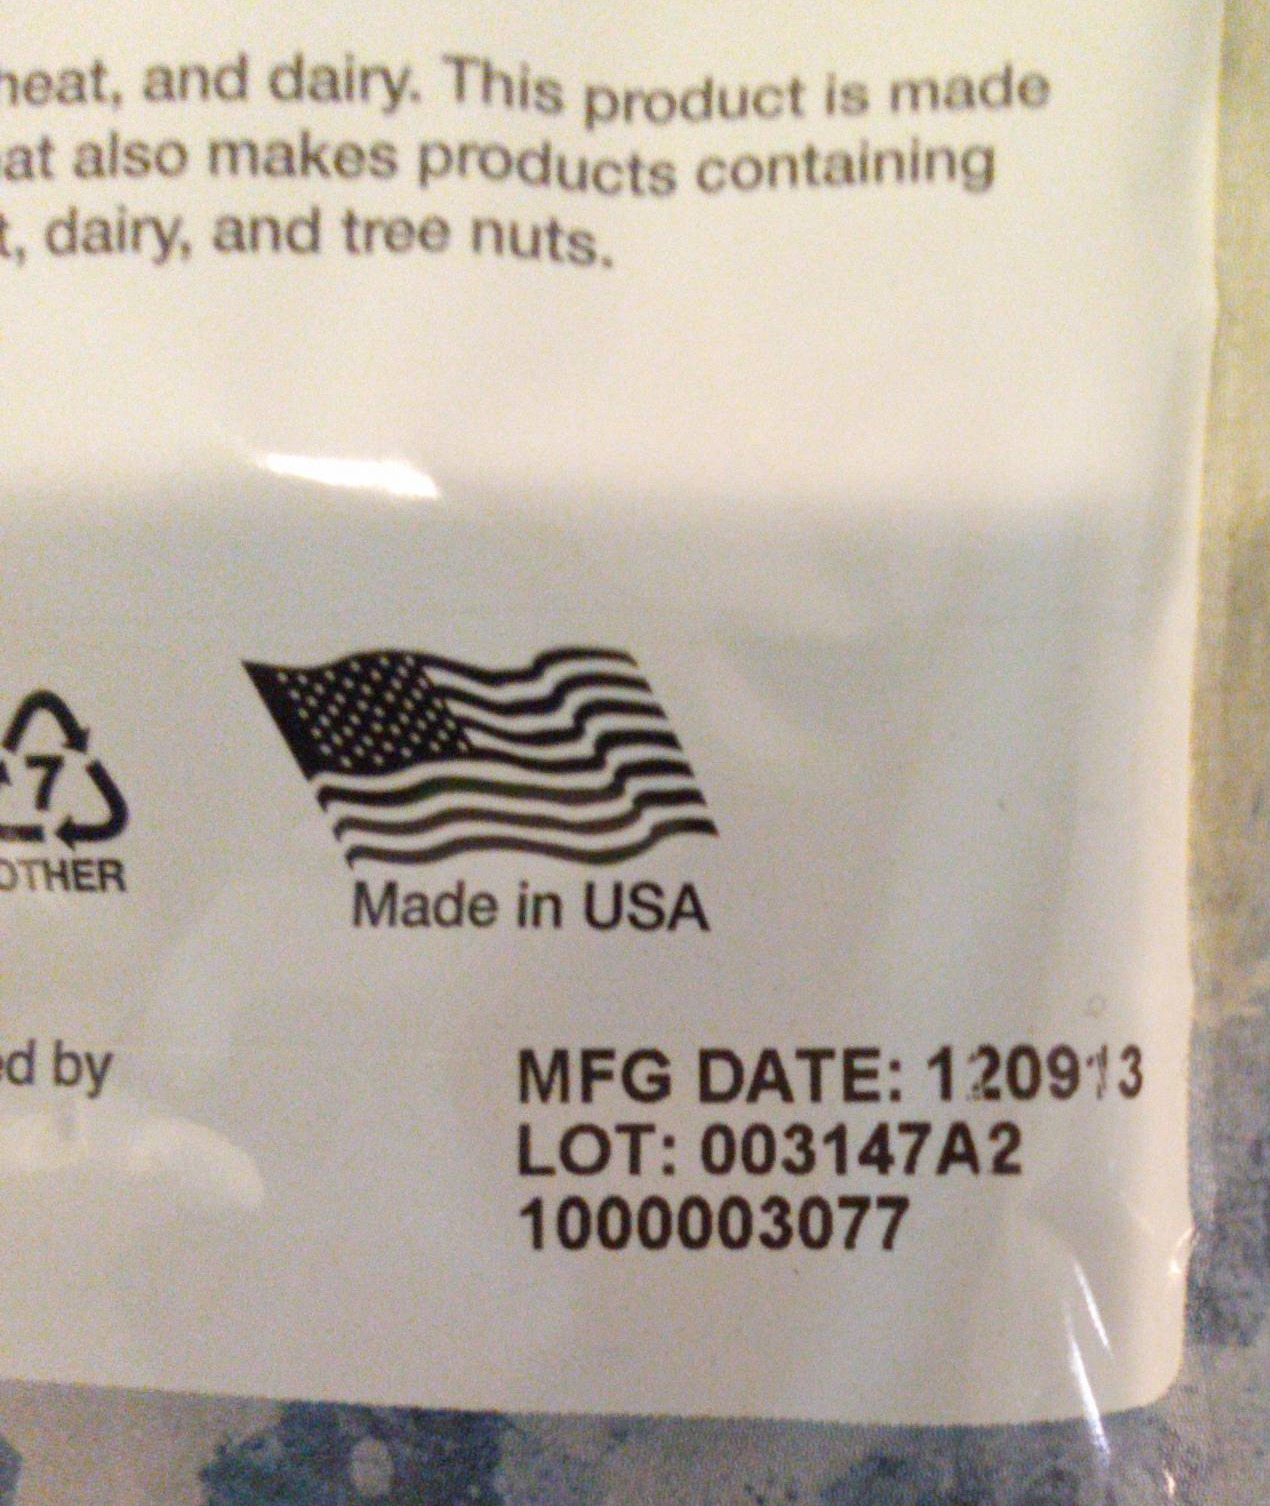 heat, and dairy. This product is made
at also makes products containing
t, dairy, and tree nuts.
7
OTHER
Made in USA
ed by
MFG DATE: 120913
LOT: 003147A2
1000003077